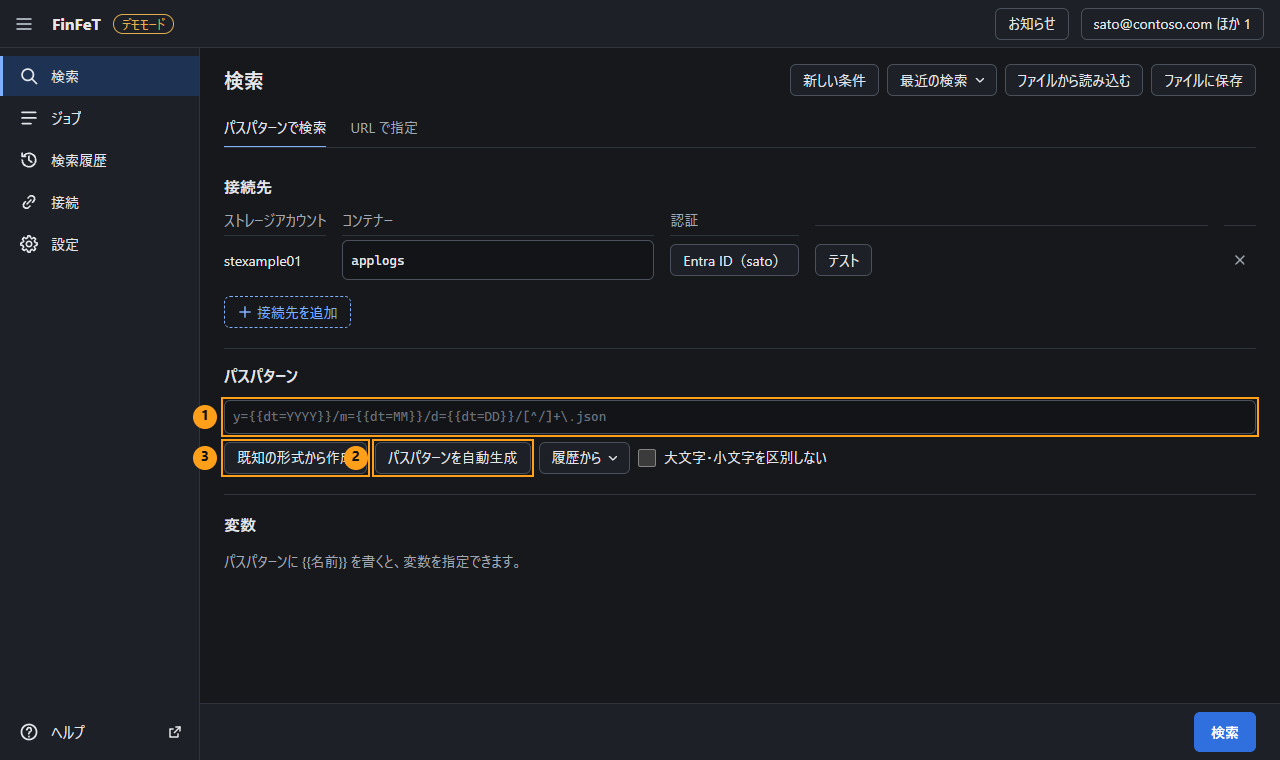 FinFeT デモモード お知らせ sato@contoso.com ほか 1
検索
ジョブ
検索履歴
接続
設定
ヘルプ
検索 新しい条件 最近の検索 ファイルから読み込む ファイルに保存
パスパターンで検索 URL で指定
接続先
ストレージアカウント コンテナー 認証
stexample01 applogs Entra ID（sato） テスト
接続先を追加
パスパターン
1 y={{dt=YYYY}}/m={{dt=MM}}/d={{dt=DD}}/[^/]+\.json
3 既知の形式から作 2 パスパターンを自動生成 履歴から 大文字・小文字を区別しない
変数
パスパターンに {{名前}} を書くと、変数を指定できます。
検索